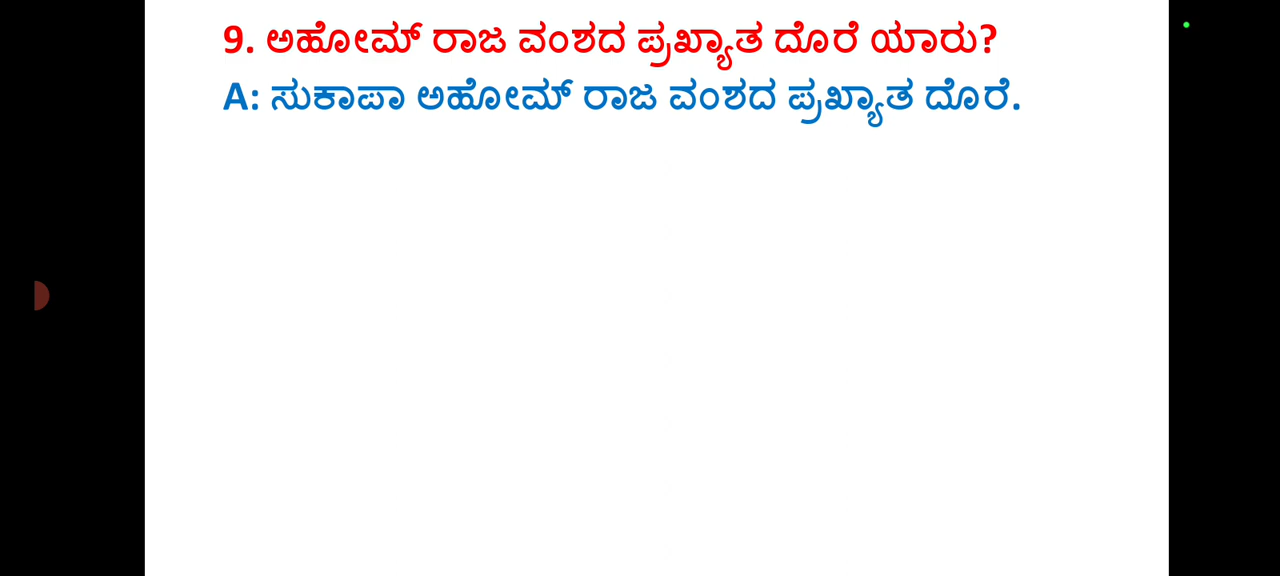 9. ಅಹೋಮ್ ರಾಜ ವಂಶದ ಪ್ರಖ್ಯಾತ ದೊರೆ ಯಾರು?
A: ಸುಕಾಪಾ ಅಹೋಮ್ ರಾಜ ವಂಶದ ಪ್ರಖ್ಯಾತ ದೊರೆ.